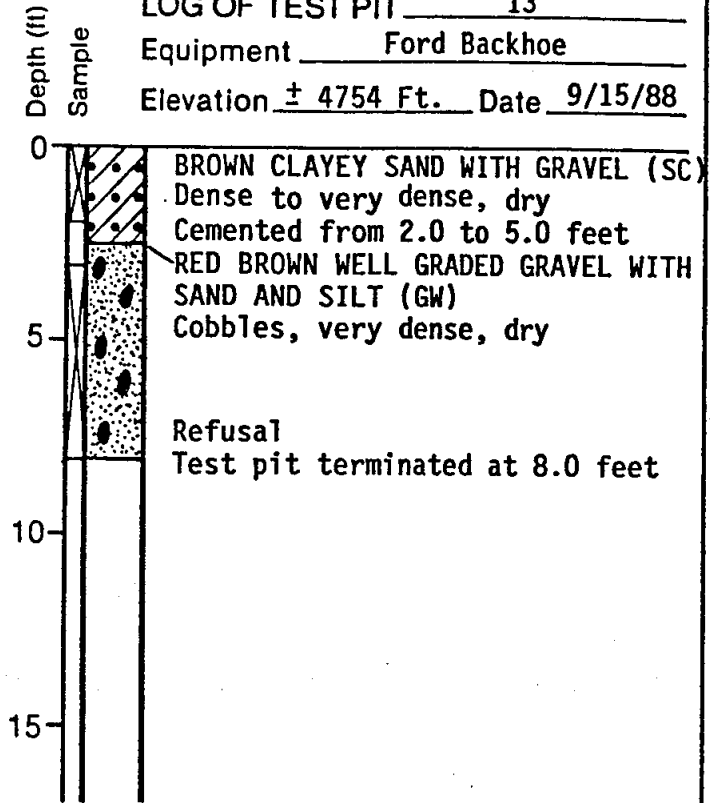 LOG OF TEST PIT 13
Equipment Ford Backhoe
Elevation ± 4754 Ft. Date 9/15/88
Depth (ft)
Sample
0
BROWN CLAYEY SAND WITH GRAVEL (SC)
Dense to very dense, dry
Cemented from 2.0 to 5.0 feet
RED BROWN WELL GRADED GRAVEL WITH
SAND AND SILT (GW)
5
Cobbles, very dense, dry
Refusal
Test pit terminated at 8.0 feet
10
15